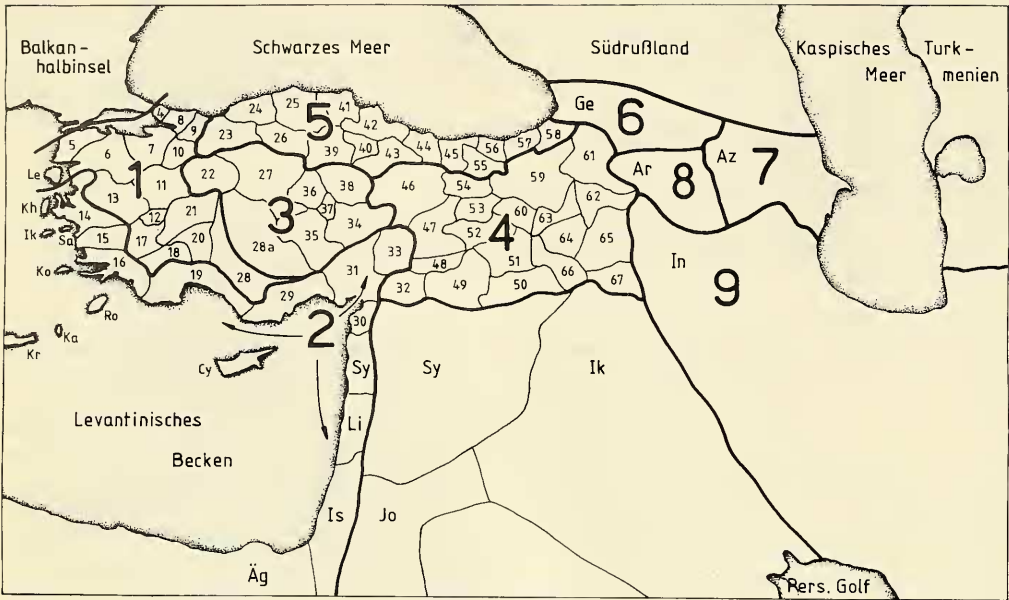 Balkan-
halbinsel
Schwarzes Meer
Südrußland
Kaspisches
Meer
Turk-
menien
4 8 9 24 25 5 41 42
5 6 7 10 23 26 39 40 43 44 45 55 56 57 58
Ge 6
Az 7
Ar 8
Le
Kh
Ik
Sa
Ko
Ro
Ka
Kr
Cy
1 11 13 12 14 15 16 17 18 19 20 21
22 27 36 37 38 3 34 35 28a 28 29
46 54 59 61 53 60 63 62 47 52 4 64 65
33 48 51 66 67 32 49 50
31
2
30
In
9
Sy
Sy
Ik
Li
Is
Jo
Levantinisches
Becken
Äg
Pers. Golf